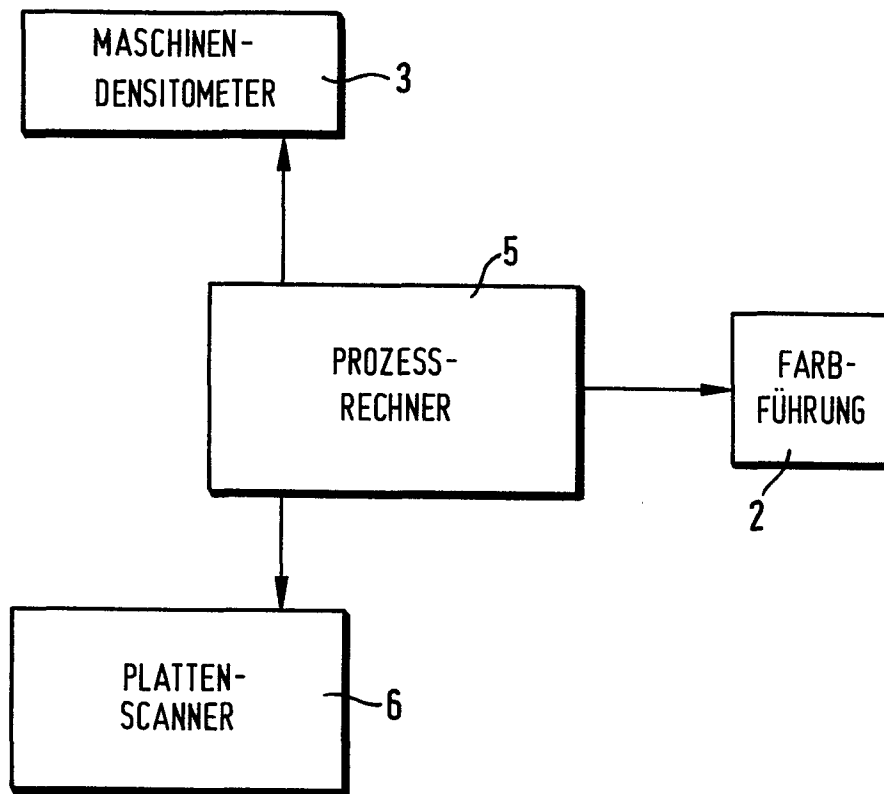 MASCHINEN-
DENSITOMETER
3
5
PROZESS-
RECHNER
FARB-
FÜHRUNG
2
PLATTEN-
SCANNER
6